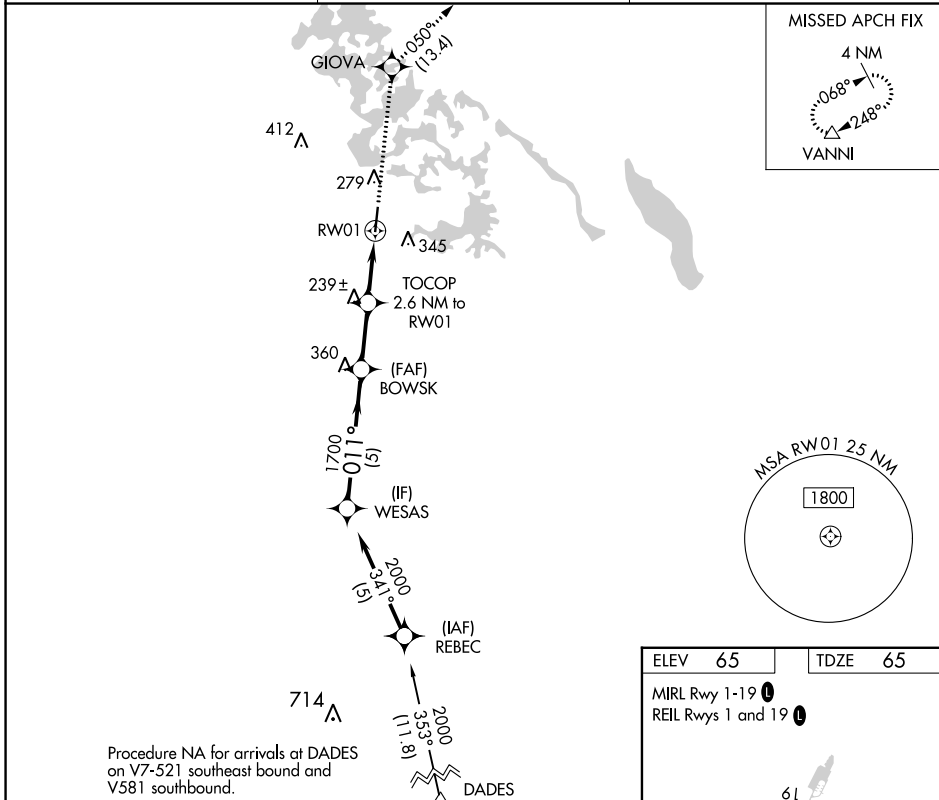 MISSED APCH FIX
4 NM
068°
248°
VANNI
GIOVA
050°
(13.4)
412
279
RW01
345
239±
TOCOP
2.6 NM to
RW01
360
(FAF)
BOWSK
1700
011°
(5)
(IF)
WESAS
2000
341°
(5)
(IAF)
REBEC
714
2000
353°
(11.8)
DADES
Procedure NA for arrivals at DADES
on V7-521 southeast bound and
V581 southbound.
MSA RW01 25 NM
1800
ELEV 65
TDZE 65
MIRL Rwy 1-19 L
REIL Rwys 1 and 19 L
6L